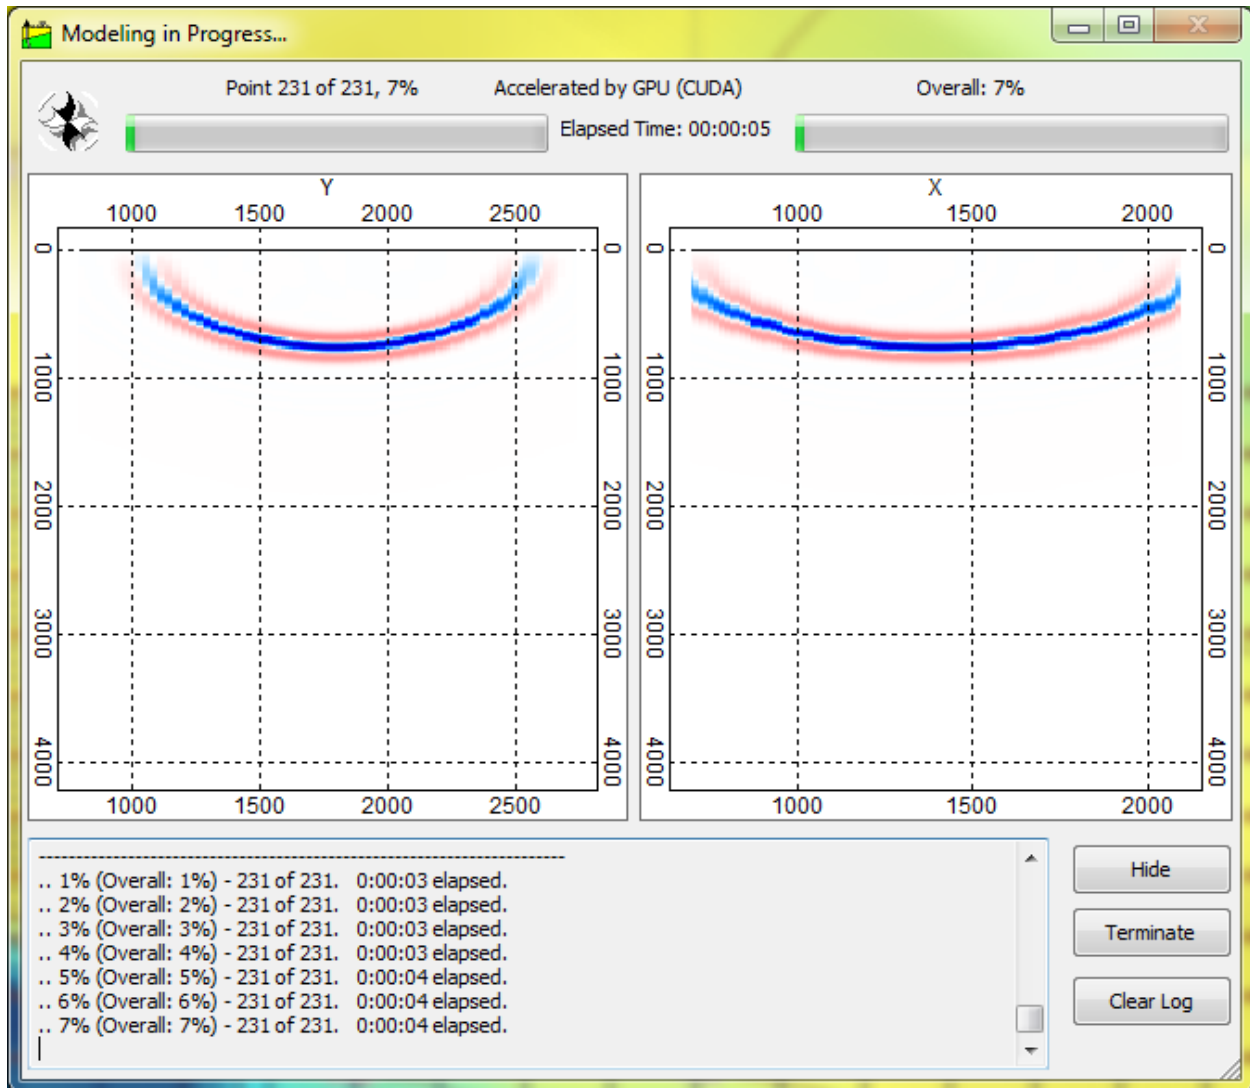 Modeling in Progress...
Point 231 of 231, 7%
Accelerated by GPU (CUDA)
Overall: 7%
Elapsed Time: 00:00:05
Y
1000 1500 2000 2500
0 0
1000 1000
2000 2000
3000 3000
4000 4000
1000 1500 2000 2500
X
1000 1500 2000
0 0
1000 1000
2000 2000
3000 3000
4000 4000
1000 1500 2000
--------------------------------------------------------------------------
.. 1% (Overall: 1%) - 231 of 231. 0:00:03 elapsed.
.. 2% (Overall: 2%) - 231 of 231. 0:00:03 elapsed.
.. 3% (Overall: 3%) - 231 of 231. 0:00:03 elapsed.
.. 4% (Overall: 4%) - 231 of 231. 0:00:03 elapsed.
.. 5% (Overall: 5%) - 231 of 231. 0:00:04 elapsed.
.. 6% (Overall: 6%) - 231 of 231. 0:00:04 elapsed.
.. 7% (Overall: 7%) - 231 of 231. 0:00:04 elapsed.
Hide
Terminate
Clear Log